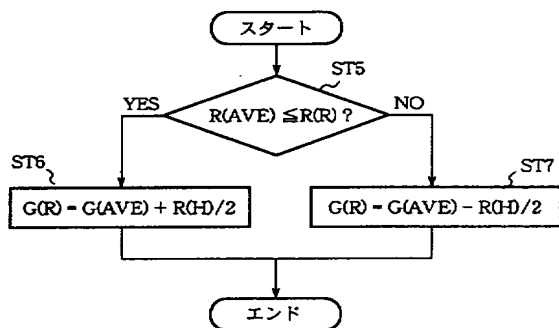 スタート
ST5
R(AVE) ≦ R(R) ?
YES
NO
ST6
ST7
G(R) = G(AVE) + R(H)/2
G(R) = G(AVE) − R(H)/2
エンド